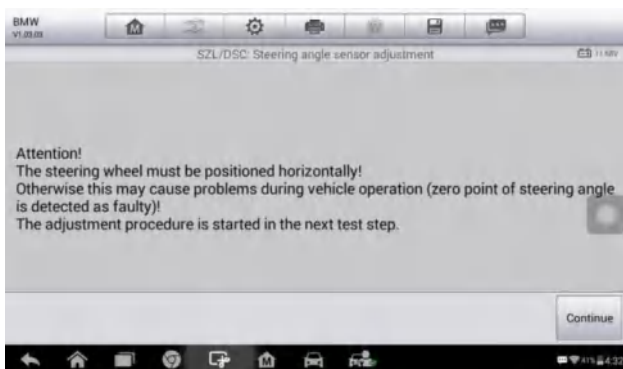 BMW
V1.03.03
SZL/DSC: Steering angle sensor adjustment
Attention!
The steering wheel must be positioned horizontally!
Otherwise this may cause problems during vehicle operation (zero point of steering angle
is detected as faulty)!
The adjustment procedure is started in the next test step.
Continue